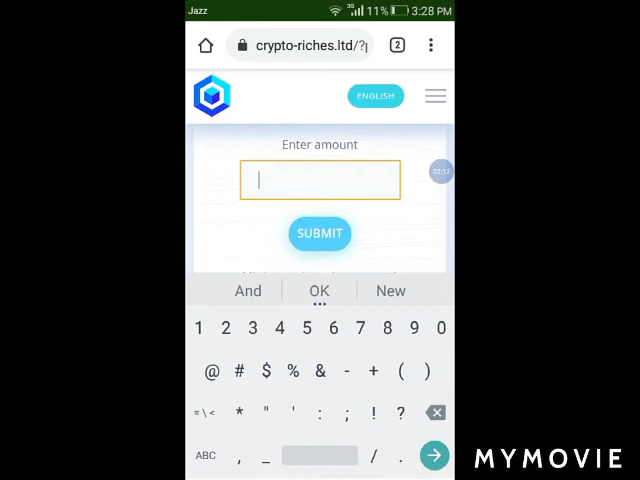 Jazz 3G 11% 3:28 PM
crypto-riches.ltd/?p 2
ENGLISH
Enter amount
02:12
SUBMIT
And OK New
1 2 3 4 5 6 7 8 9 0
@ # $ % & - + ( )
= \ < * " ' : ; ! ?
ABC , _ / .
MYMOVIE